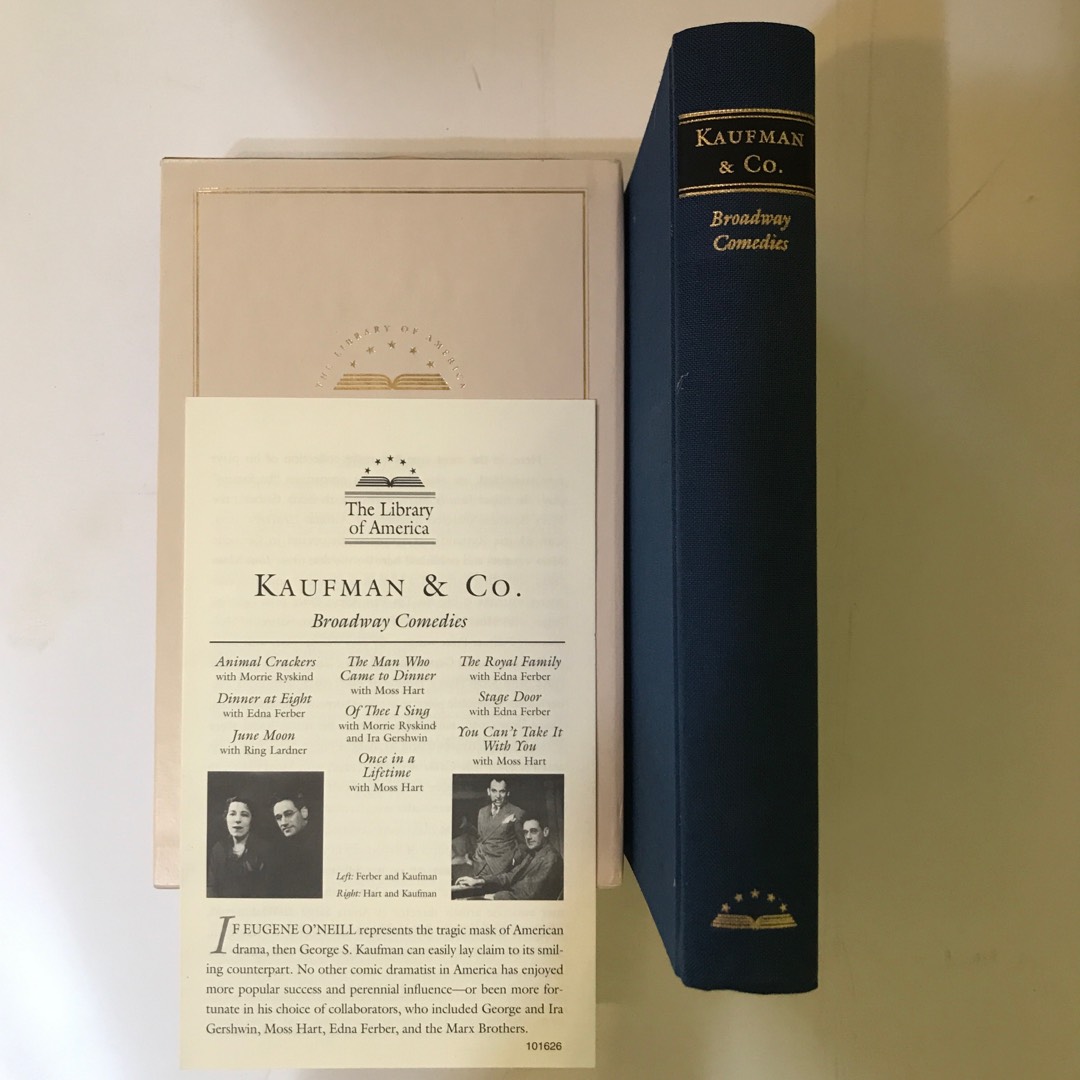 THE LIBRARY OF AMERICA
The Library
of America
KAUFMAN & CO.
Broadway Comedies
Animal Crackers
with Morrie Ryskind
Dinner at Eight
with Edna Ferber
June Moon
with Ring Lardner
The Man Who
Came to Dinner
with Moss Hart
Of Thee I Sing
with Morrie Ryskind
and Ira Gershwin
Once in a
Lifetime
with Moss Hart
The Royal Family
with Edna Ferber
Stage Door
with Edna Ferber
You Can't Take It
With You
with Moss Hart
Left: Ferber and Kaufman
Right: Hart and Kaufman
IF EUGENE O'NEILL represents the tragic mask of American
drama, then George S. Kaufman can easily lay claim to its smil-
ing counterpart. No other comic dramatist in America has enjoyed
more popular success and perennial influence—or been more for-
tunate in his choice of collaborators, who included George and Ira
Gershwin, Moss Hart, Edna Ferber, and the Marx Brothers.
101626
KAUFMAN
& CO.
Broadway
Comedies